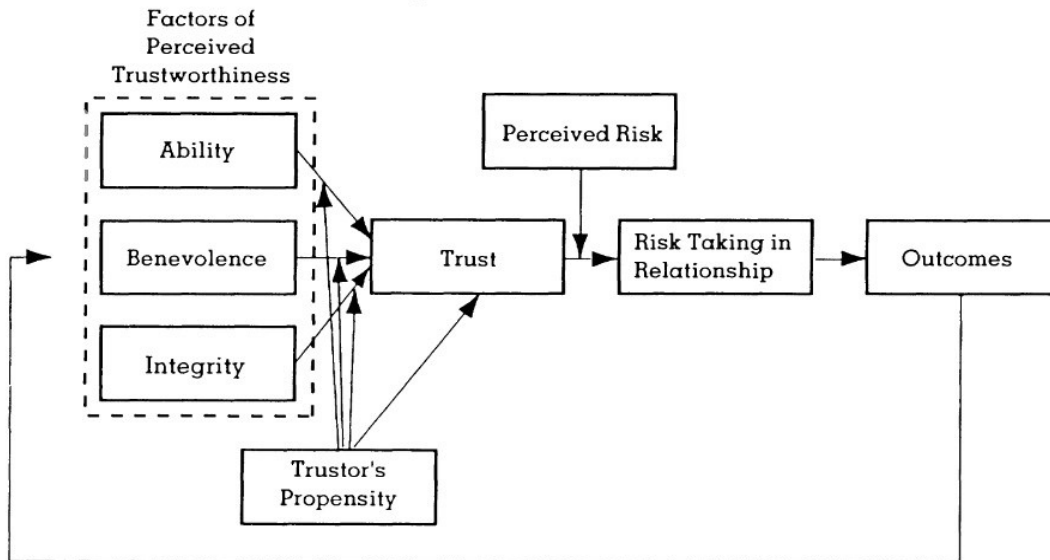 Factors of
Perceived
Trustworthiness
Ability
Benevolence
Integrity
Trustor's
Propensity
Trust
Perceived Risk
Risk Taking in
Relationship
Outcomes